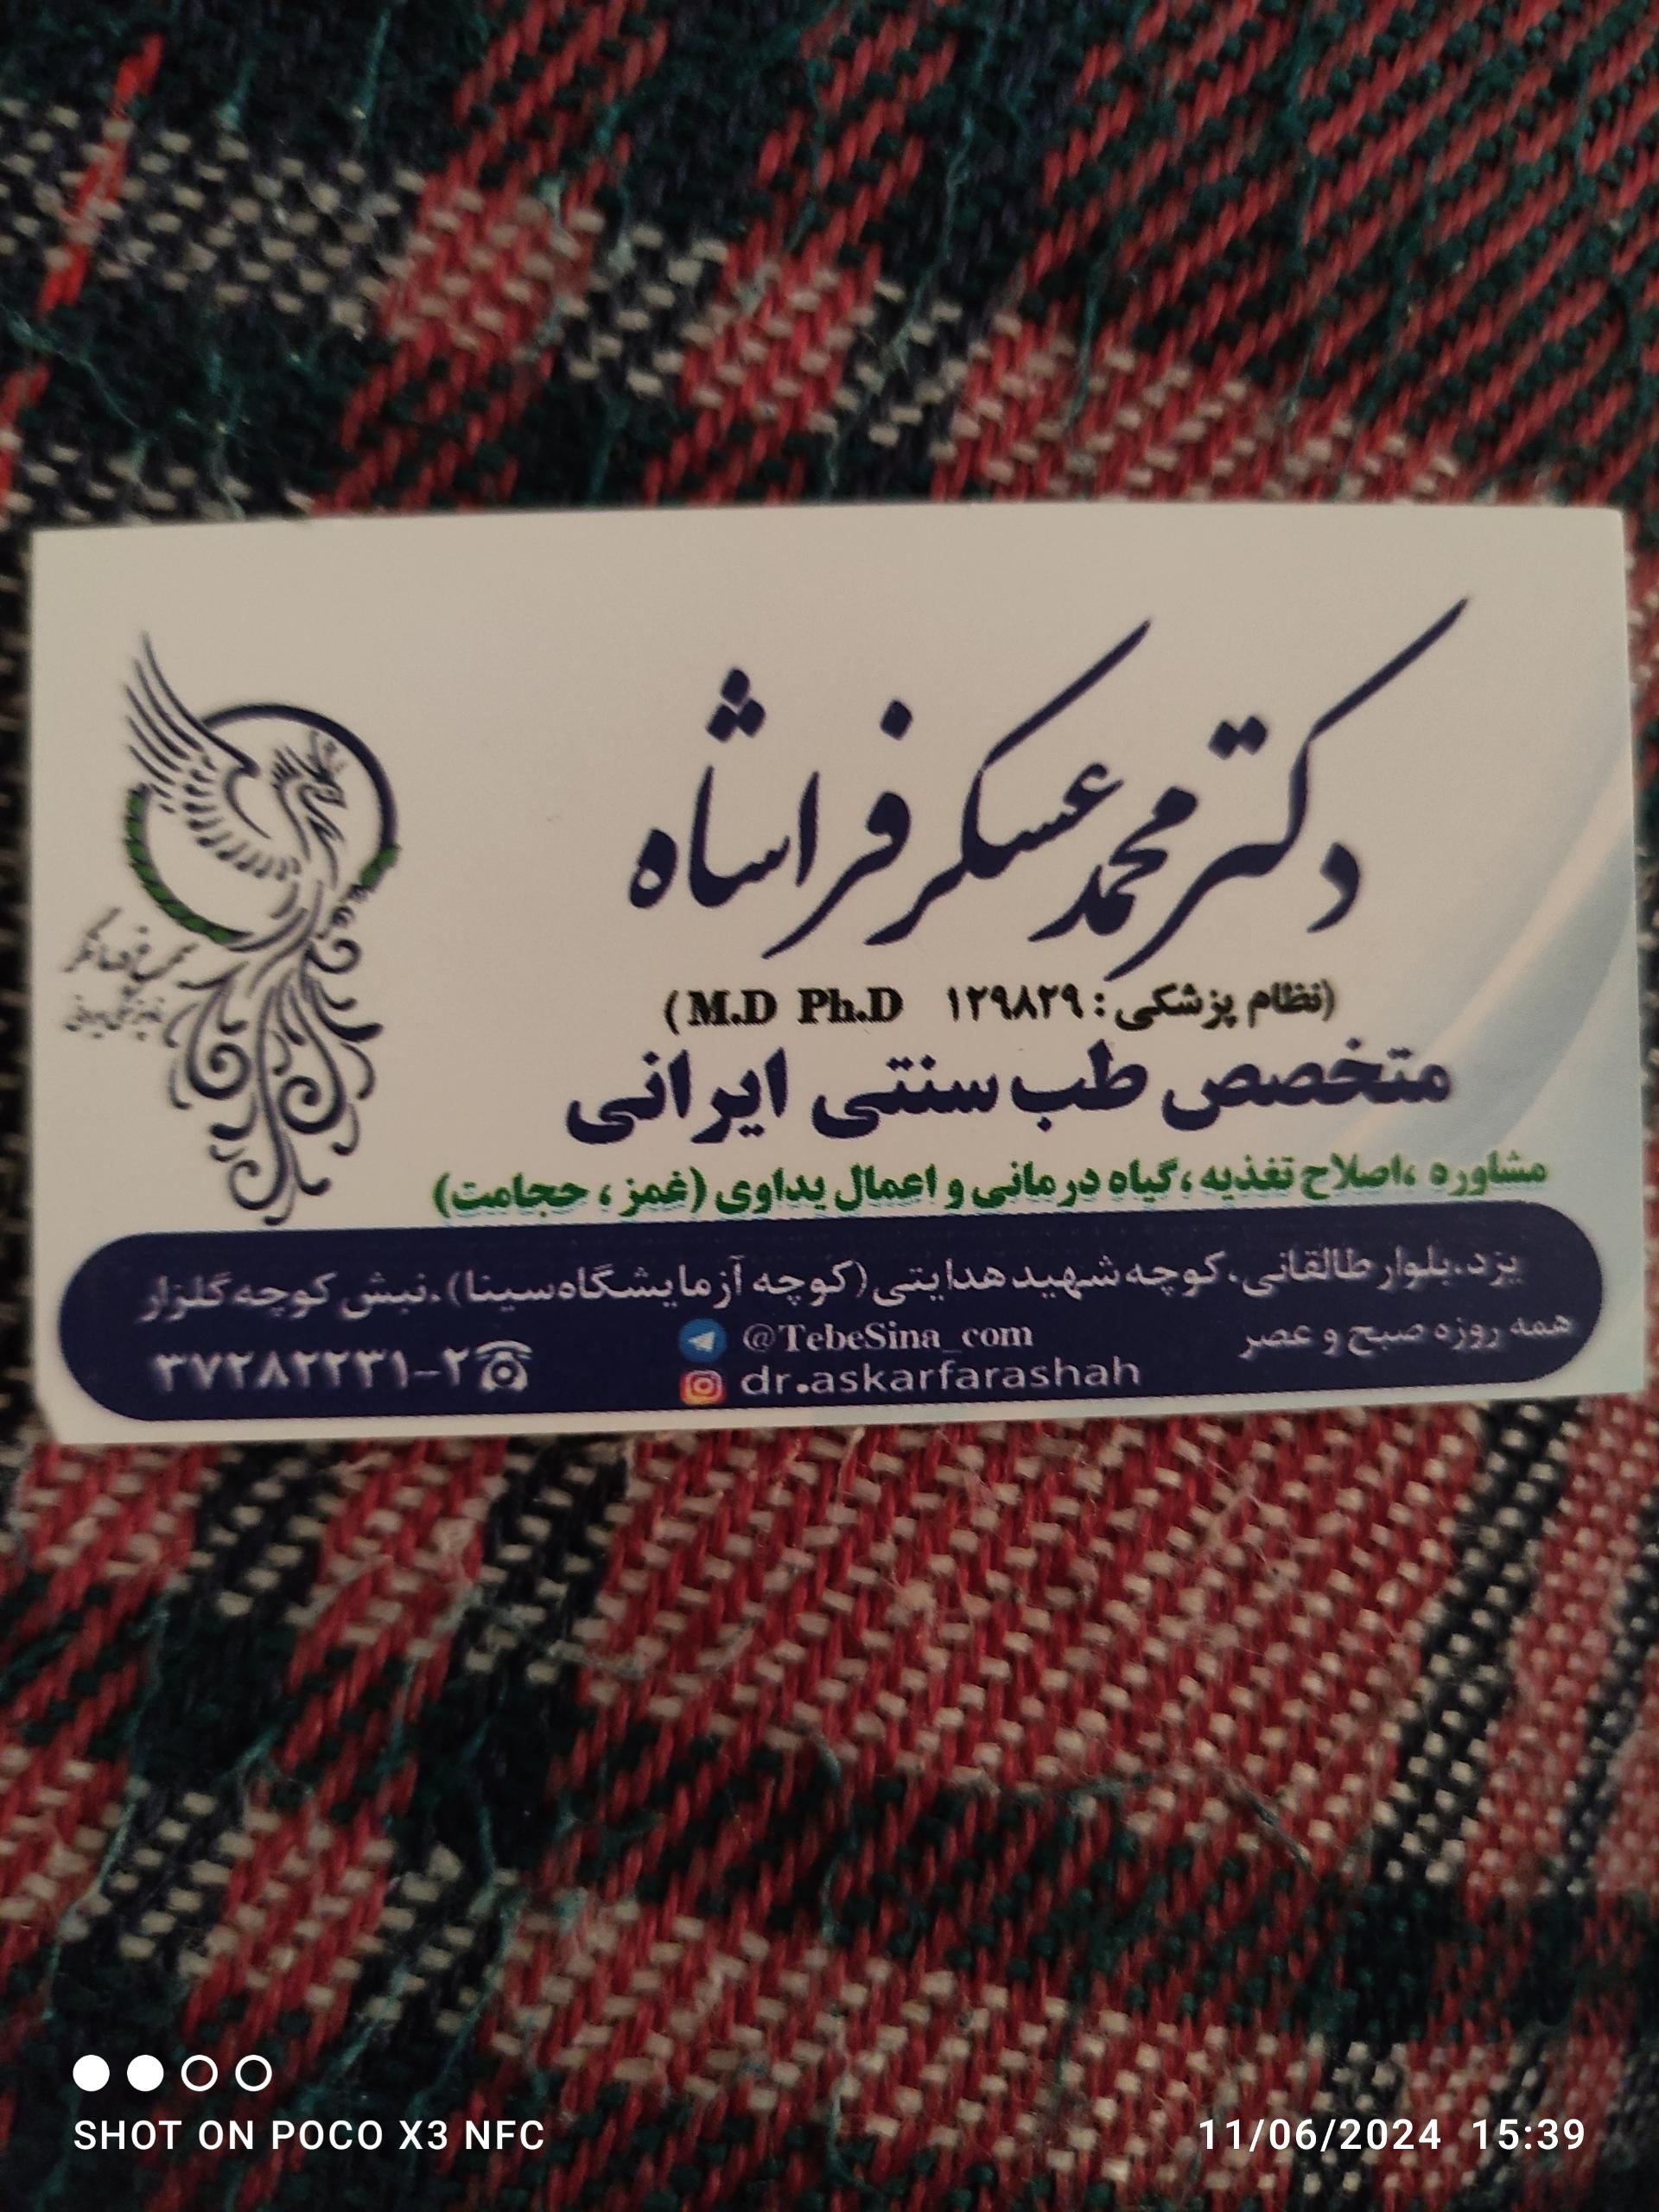 دکتر محمد عسکر فراشاه
(نظام پزشکی: ۱۲۹۸۲۹ M.D Ph.D)
متخصص طب سنتی ایرانی
مشاوره ،اصلاح تغذیه ،گیاه درمانی و اعمال یداوی (غمز ، حجامت)
یزد، بلوار طالقانی، کوچه شهید هدایتی (کوچه آزمایشگاه سینا)، نبش کوچه گلزار
همه روزه صبح و عصر
@TebeSina_com
dr.askarfarashah
۳۷۲۸۲۲۳۱-۲
SHOT ON POCO X3 NFC
11/06/2024 15:39